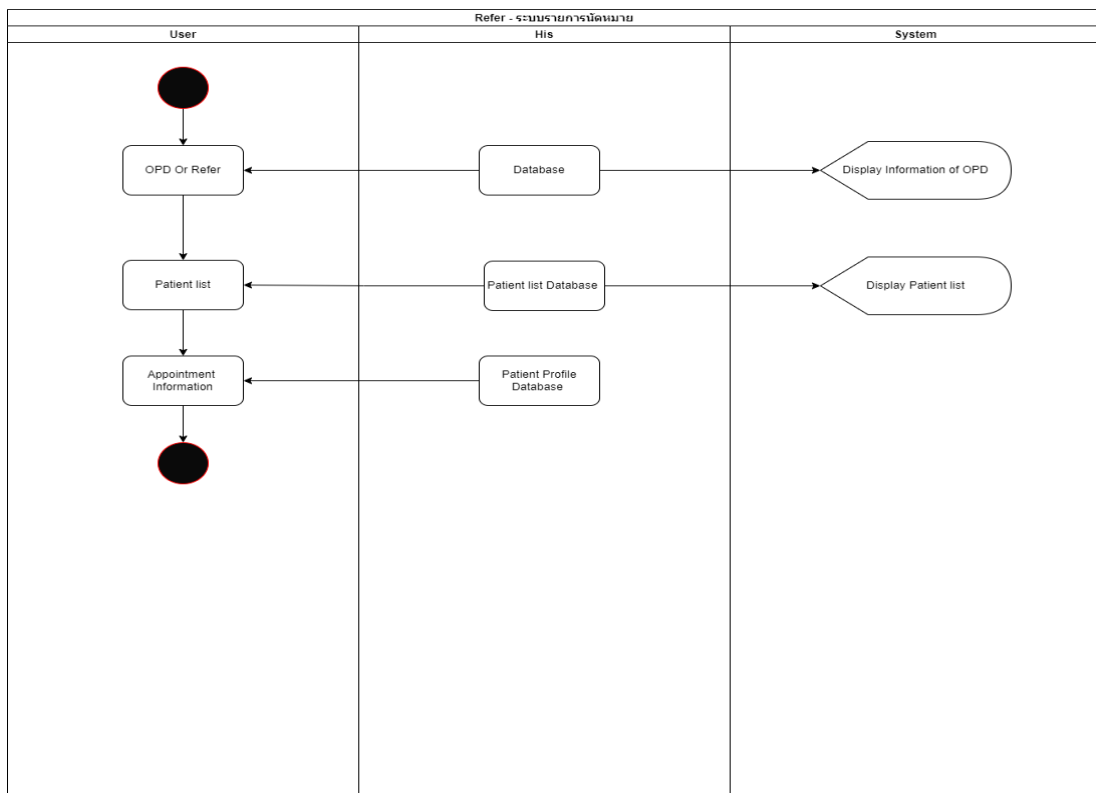 Refer - ระบบรายการนัดหมาย
User
His
System
OPD Or Refer
Database
Display Information of OPD
Patient list
Patient list Database
Display Patient list
Appointment
Information
Patient Profile
Database